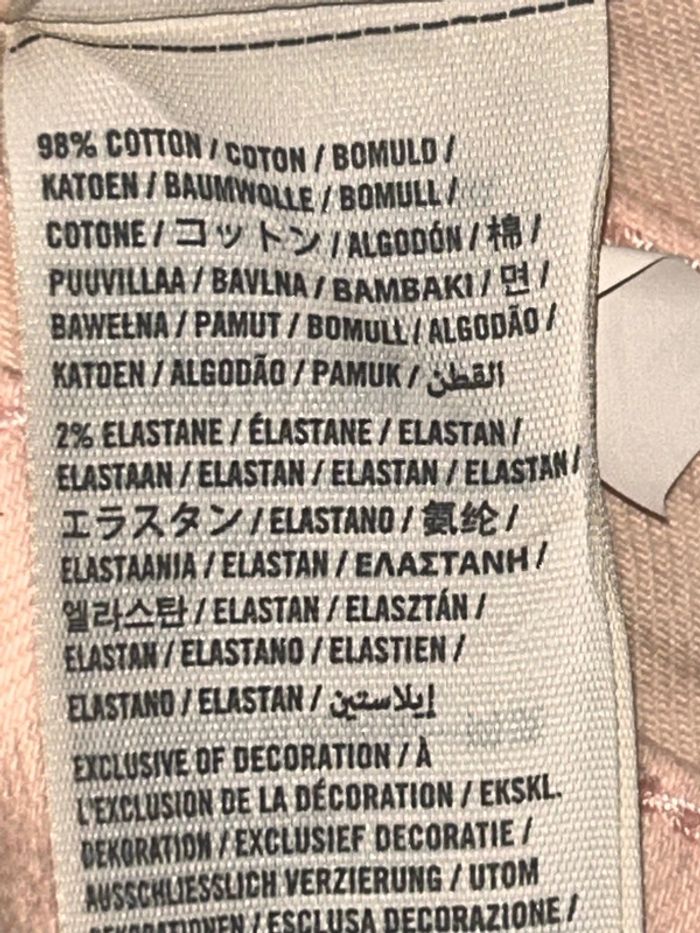 98% COTTON / COTON / BOMULD /
KATOEN / BAUMWOLLE / BOMULL /
COTONE / コットン / ALGODÓN / 棉 /
PUUVILLAA / BAVLNA / BAMBAKI / 면 /
BAWEŁNA / PAMUT / BOMULL / ALGODÃO /
KATOEN / ALGODÃO / PAMUK / القطن
2% ELASTANE / ÉLASTANE / ELASTAN /
ELASTAAN / ELASTAN / ELASTAN / ELASTAN /
エラスタン / ELASTANO / 氨纶 /
ELASTAANIA / ELASTAN / ΕΛΑΣΤΑΝΗ /
엘라스탄 / ELASTAN / ELASZTÁN /
ELASTAN / ELASTANO / ELASTIEN /
ELASTANO / ELASTAN / إيلاستين
EXCLUSIVE OF DECORATION / À
L'EXCLUSION DE LA DÉCORATION / EKSKL.
DEKORATION / EXCLUSIEF DECORATIE /
AUSSCHLIESSLICH VERZIERUNG / UTOM
DEKORATIONEN / ESCLUSA DECORAZIONE /